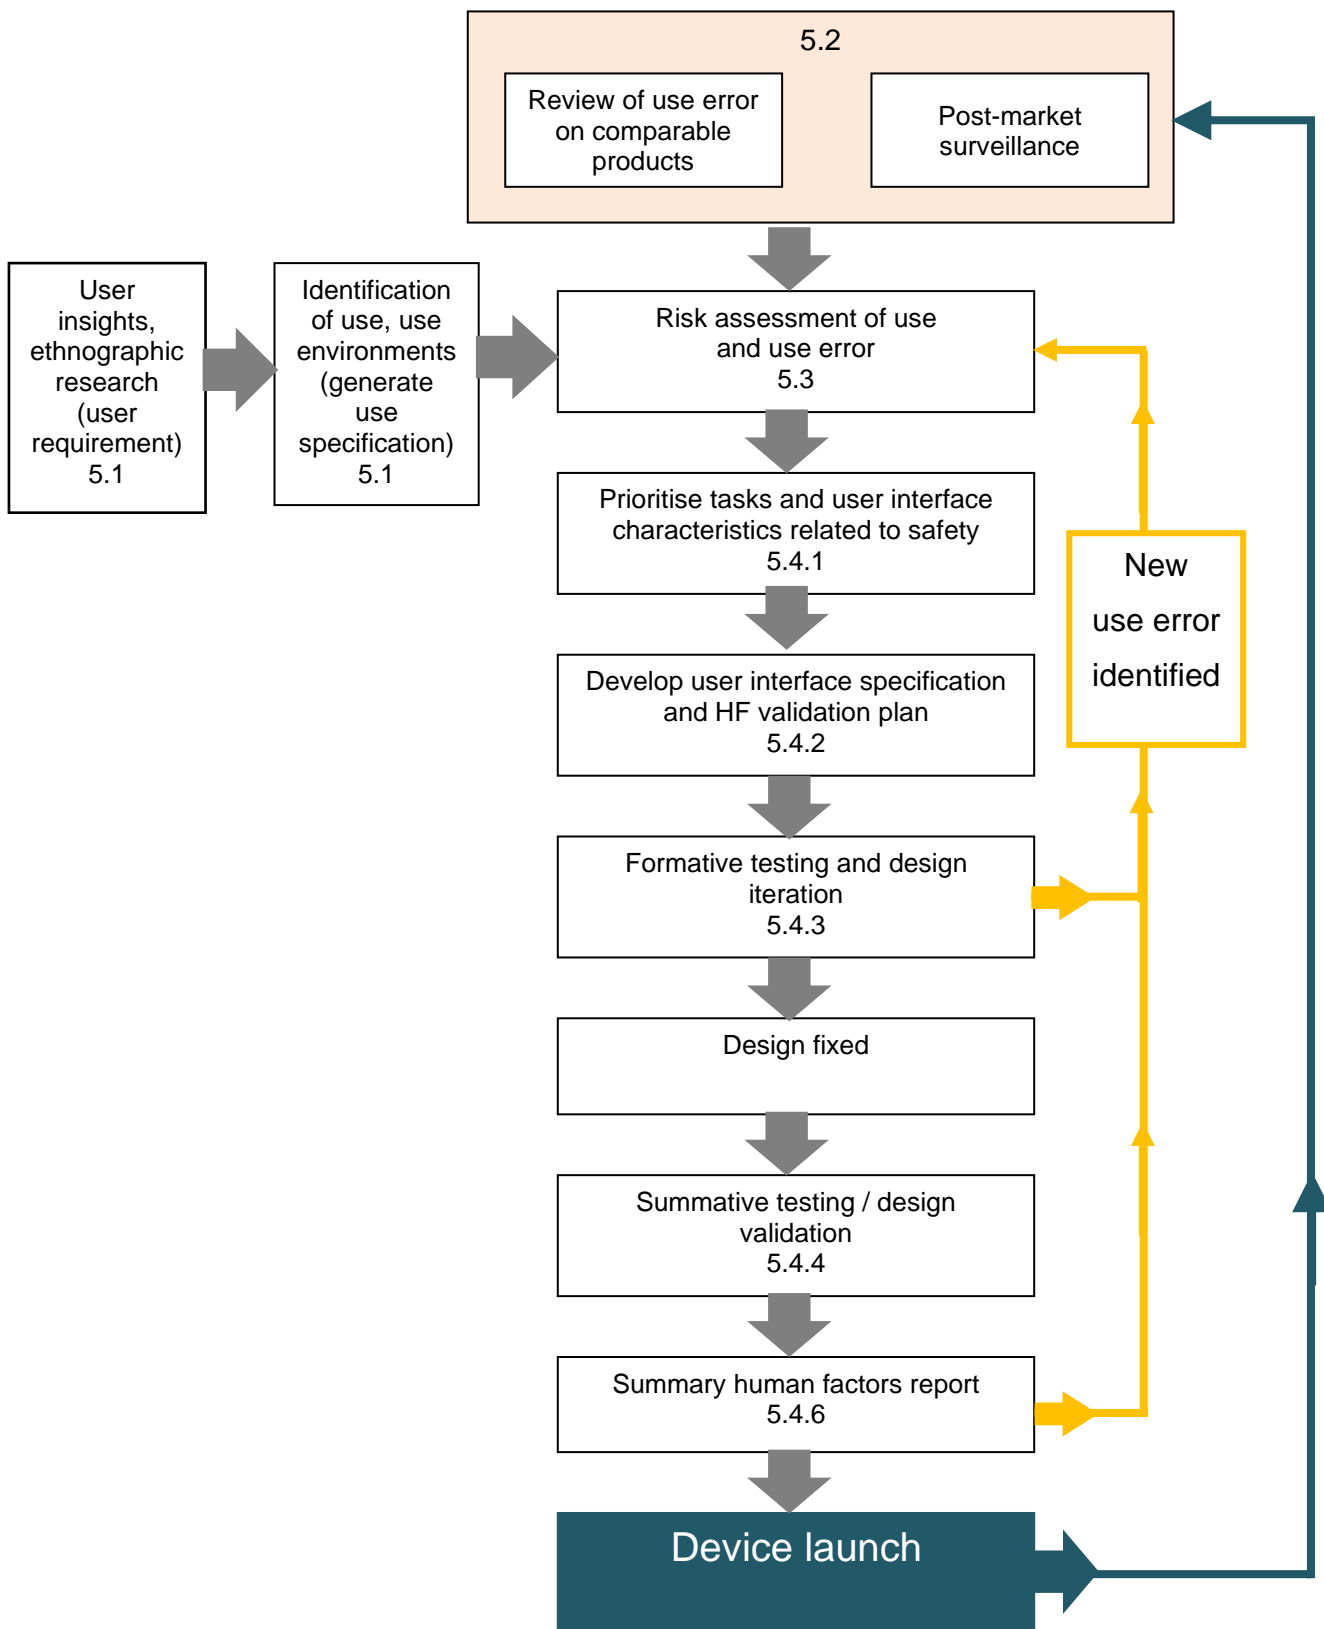 5.2
Review of use error
on comparable
products
Post-market
surveillance
User
insights,
ethnographic
research
(user
requirement)
5.1
Identification
of use, use
environments
(generate
use
specification)
5.1
Risk assessment of use
and use error
5.3
Prioritise tasks and user interface
characteristics related to safety
5.4.1
New
use error
identified
Develop user interface specification
and HF validation plan
5.4.2
Formative testing and design
iteration
5.4.3
Design fixed
Summative testing / design
validation
5.4.4
Summary human factors report
5.4.6
Device launch